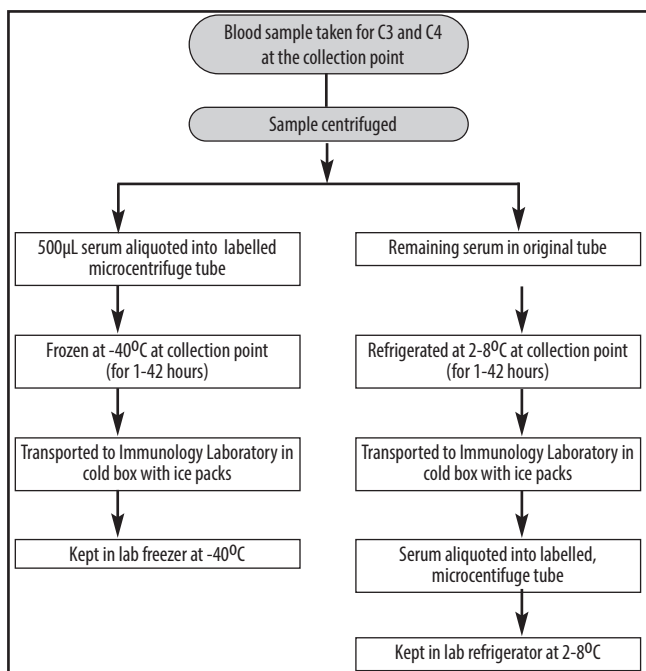 Blood sample taken for C3 and C4
at the collection point
Sample centrifuged
500µL serum aliquoted into labelled
microcentrifuge tube
Frozen at -40⁰C at collection point
(for 1-42 hours)
Transported to Immunology Laboratory in
cold box with ice packs
Kept in lab freezer at -40⁰C
Remaining serum in original tube
Refrigerated at 2-8⁰C at collection point
(for 1-42 hours)
Transported to Immunology Laboratory in
cold box with ice packs
Serum aliquoted into labelled,
microcentifuge tube
Kept in lab refrigerator at 2-8⁰C